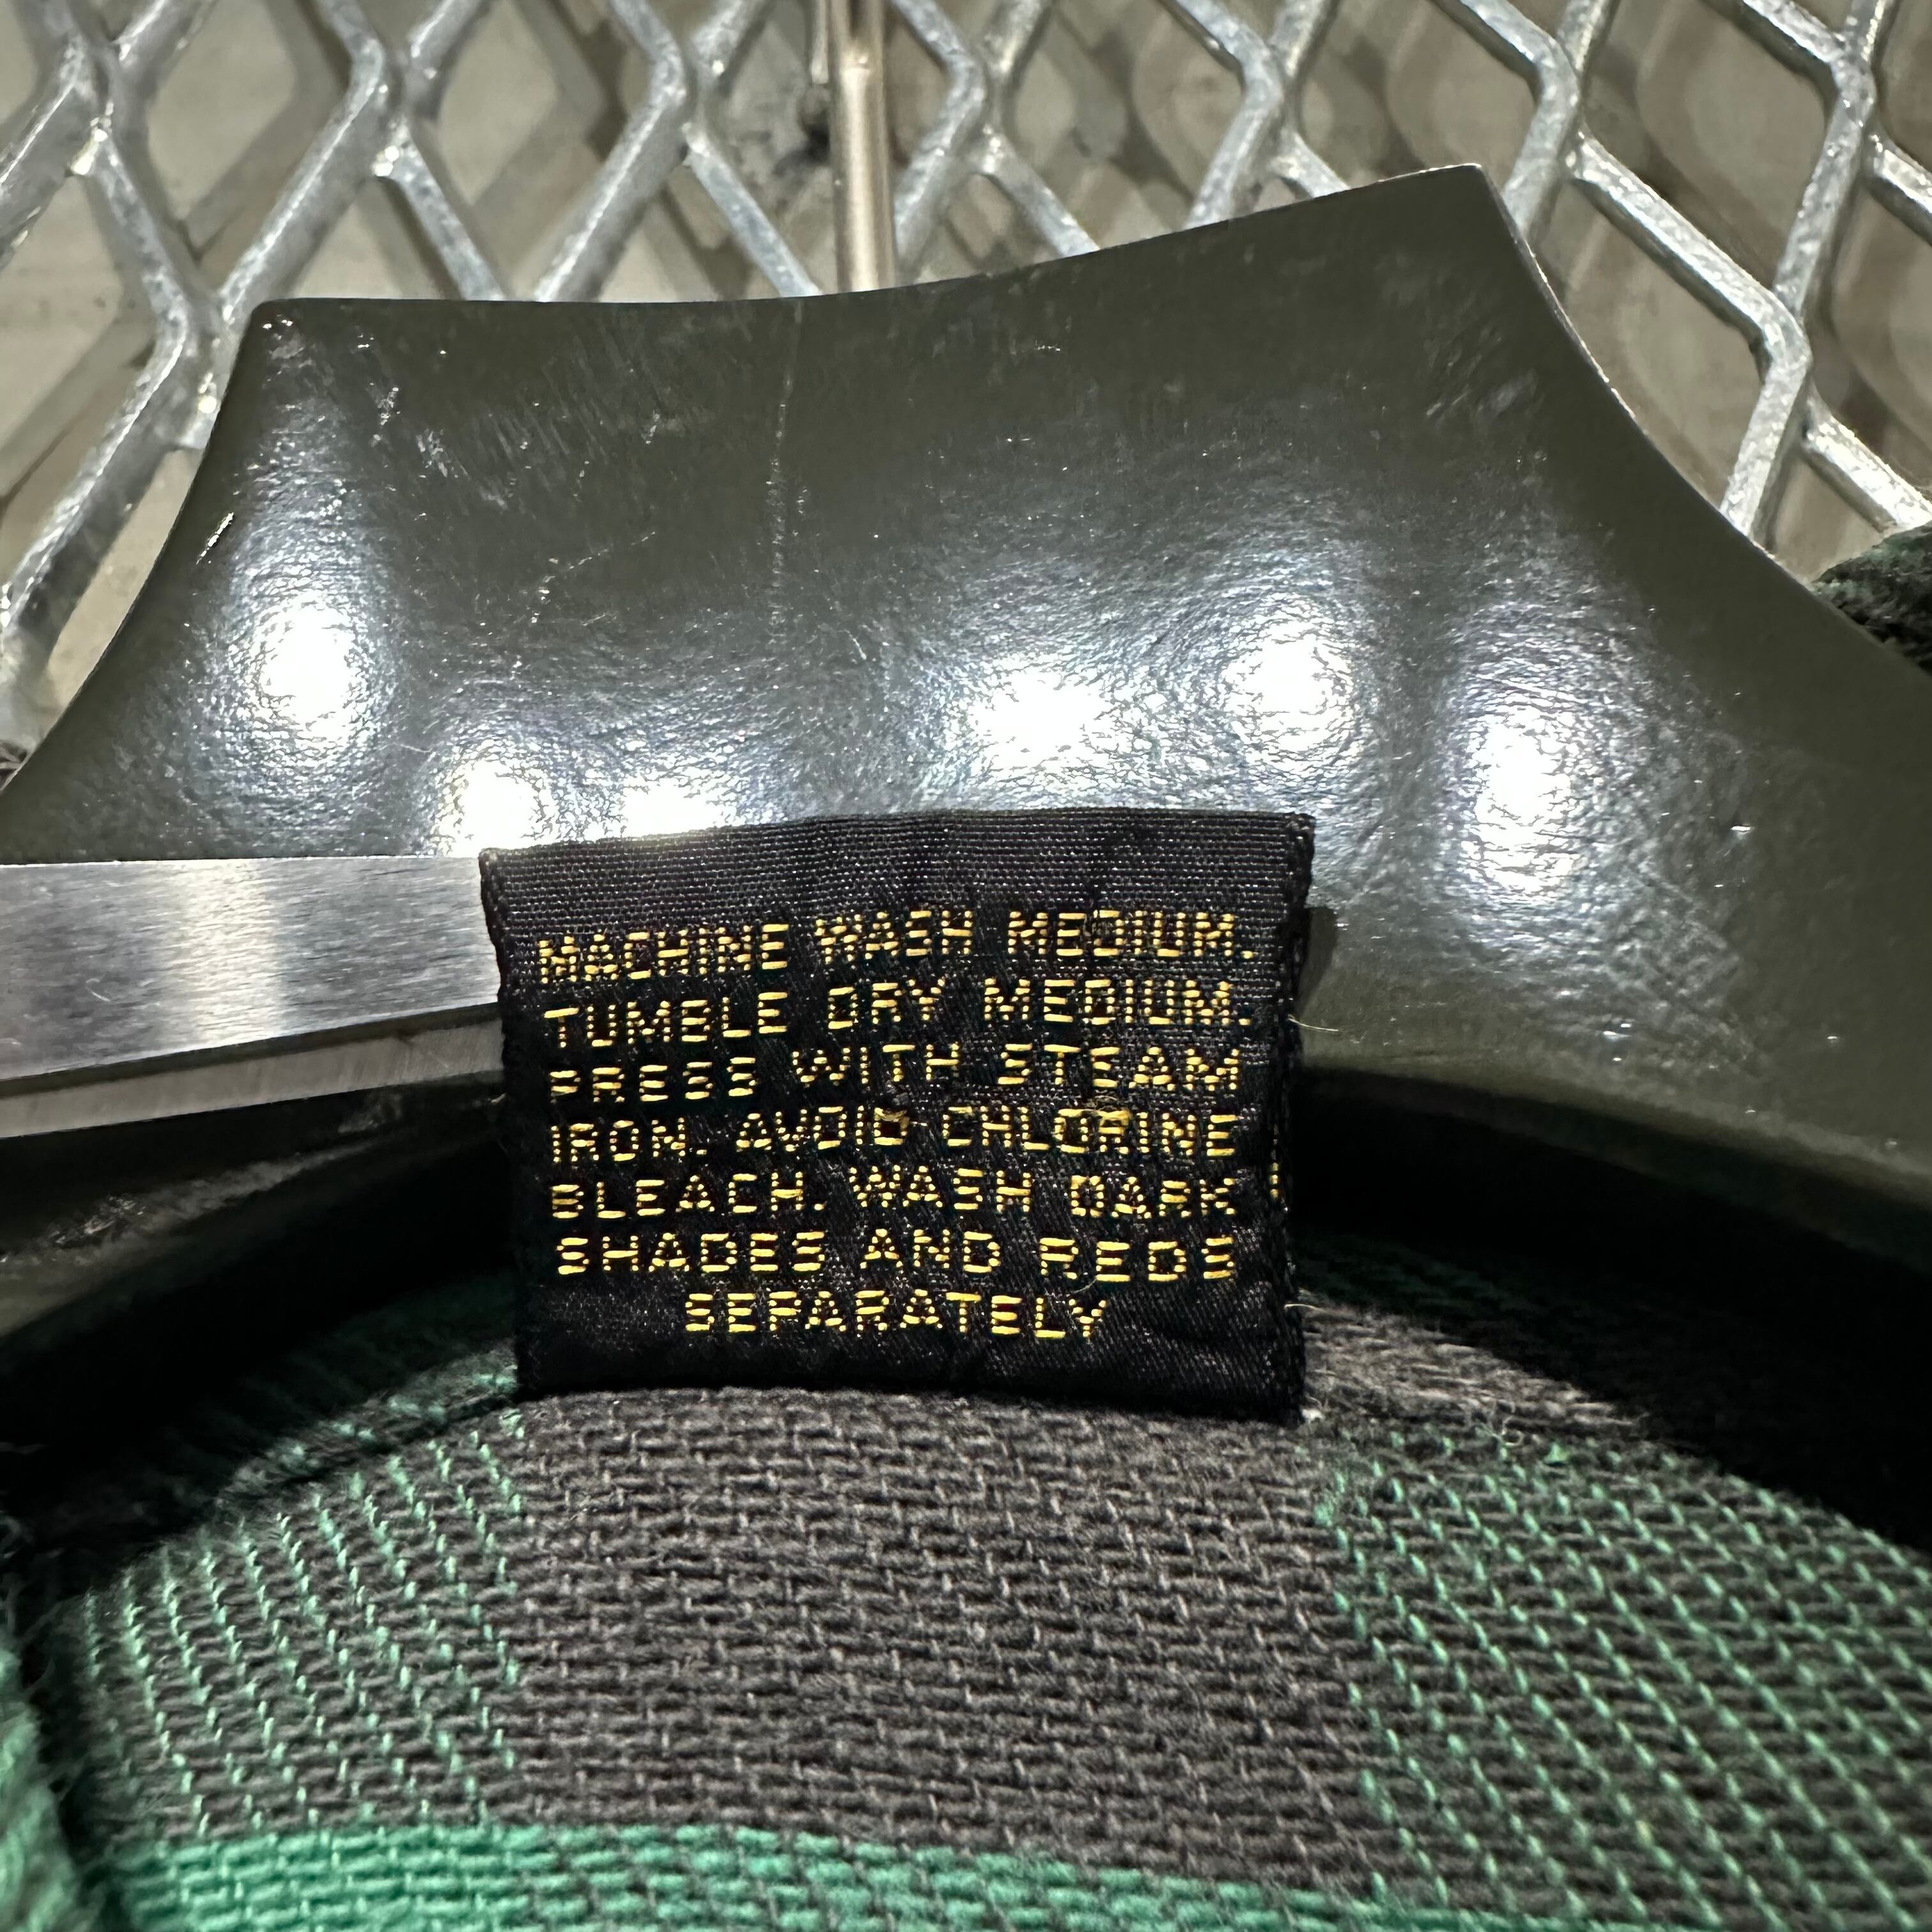 MACHINE WASH MEDIUM.
TUMBLE DRY MEDIUM.
PRESS WITH STEAM
IRON. AVOID CHLORINE
BLEACH. WASH DARK
SHADES AND REDS
SEPARATELY